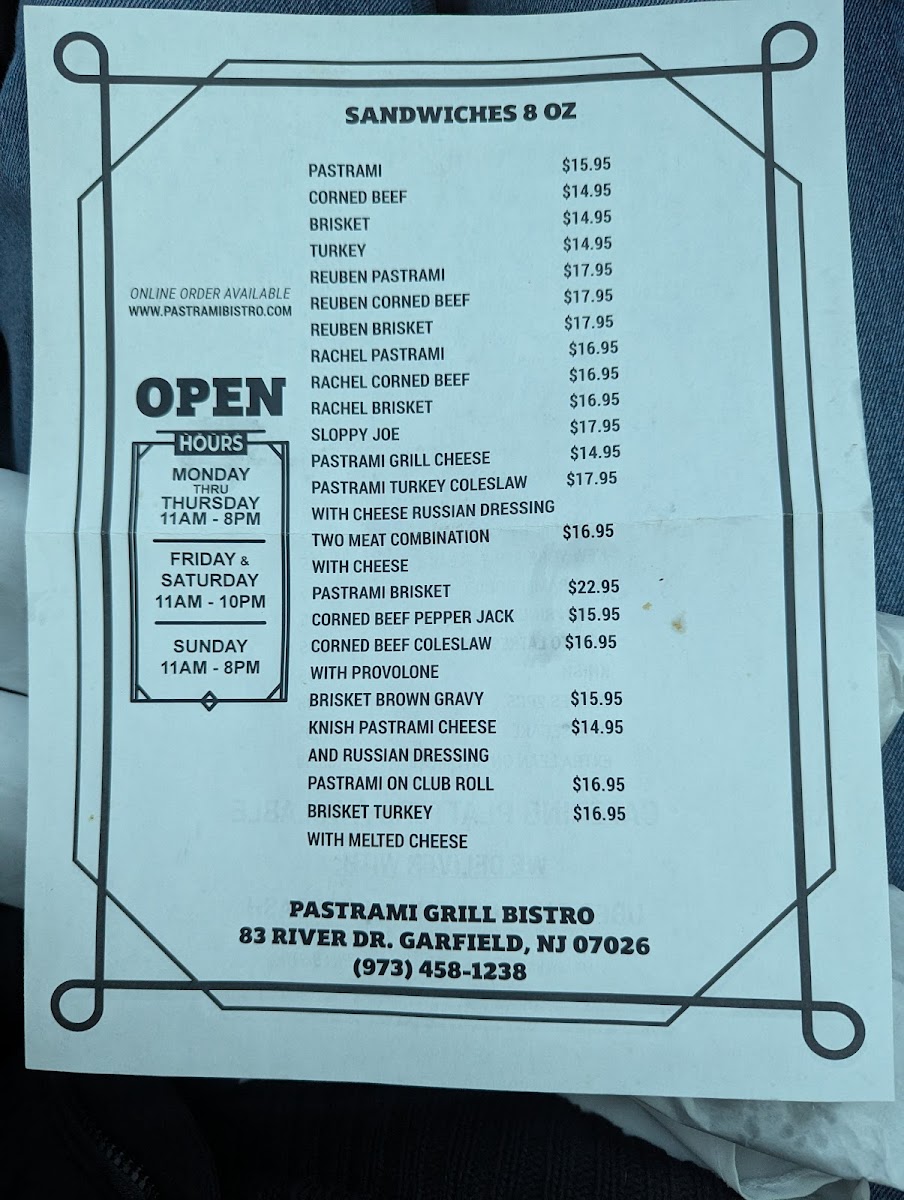 SANDWICHES 8 OZ
PASTRAMI $15.95
CORNED BEEF $14.95
BRISKET $14.95
TURKEY $14.95
REUBEN PASTRAMI $17.95
REUBEN CORNED BEEF $17.95
REUBEN BRISKET $17.95
RACHEL PASTRAMI $16.95
RACHEL CORNED BEEF $16.95
RACHEL BRISKET $16.95
SLOPPY JOE $17.95
PASTRAMI GRILL CHEESE $14.95
PASTRAMI TURKEY COLESLAW $17.95
WITH CHEESE RUSSIAN DRESSING
TWO MEAT COMBINATION $16.95
WITH CHEESE
PASTRAMI BRISKET $22.95
CORNED BEEF PEPPER JACK $15.95
CORNED BEEF COLESLAW $16.95
WITH PROVOLONE
BRISKET BROWN GRAVY $15.95
KNISH PASTRAMI CHEESE $14.95
AND RUSSIAN DRESSING
PASTRAMI ON CLUB ROLL $16.95
BRISKET TURKEY $16.95
WITH MELTED CHEESE
ONLINE ORDER AVAILABLE
WWW.PASTRAMIBISTRO.COM
OPEN
HOURS
MONDAY
THRU
THURSDAY
11AM - 8PM
FRIDAY &
SATURDAY
11AM - 10PM
SUNDAY
11AM - 8PM
PASTRAMI GRILL BISTRO
83 RIVER DR. GARFIELD, NJ 07026
(973) 458-1238